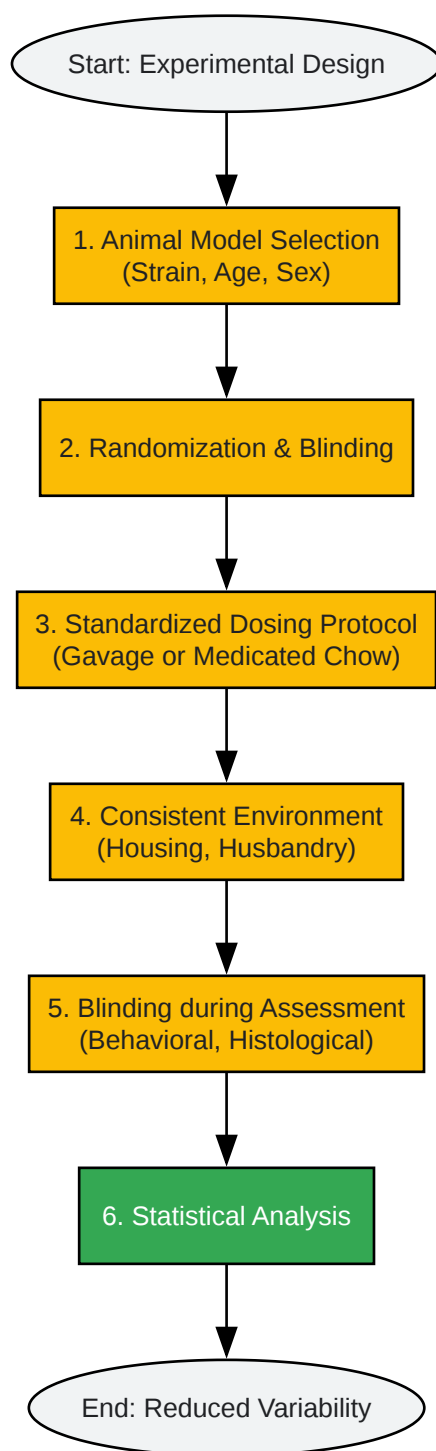 Start: Experimental Design
1. Animal Model Selection
(Strain, Age, Sex)
2. Randomization & Blinding
3. Standardized Dosing Protocol
(Gavage or Medicated Chow)
4. Consistent Environment
(Housing, Husbandry)
5. Blinding during Assessment
(Behavioral, Histological)
6. Statistical Analysis
End: Reduced Variability